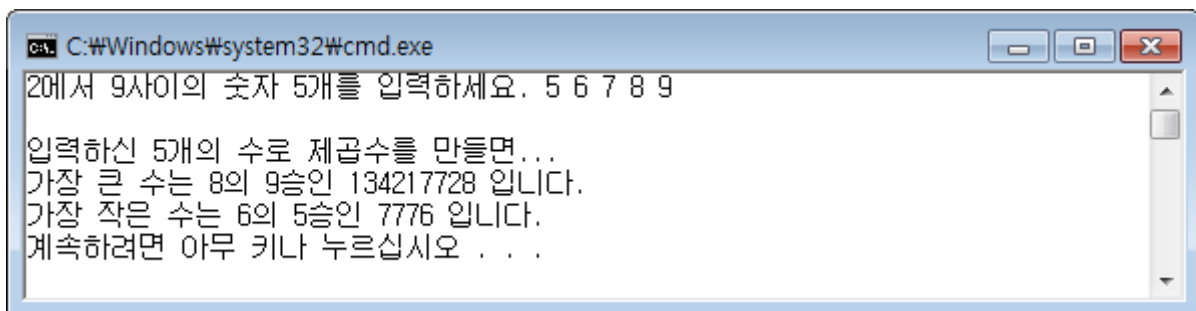 C:₩Windows₩system32₩cmd.exe
2에서 9사이의 숫자 5개를 입력하세요. 5 6 7 8 9
입력하신 5개의 수로 제곱수를 만들면...
가장 큰 수는 8의 9승인 134217728 입니다.
가장 작은 수는 6의 5승인 7776 입니다.
계속하려면 아무 키나 누르십시오 . . .